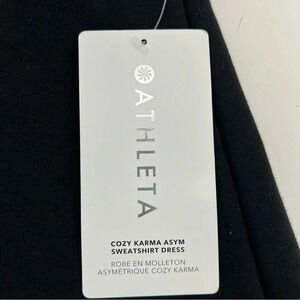 ATHLETA
COZY KARMA ASYM
SWEATSHIRT DRESS
ROBE EN MOLLETON
ASYMÉTRIQUE COZY KARMA